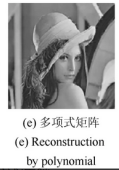 (e) 多项式矩阵
(e) Reconstruction
by polynomial